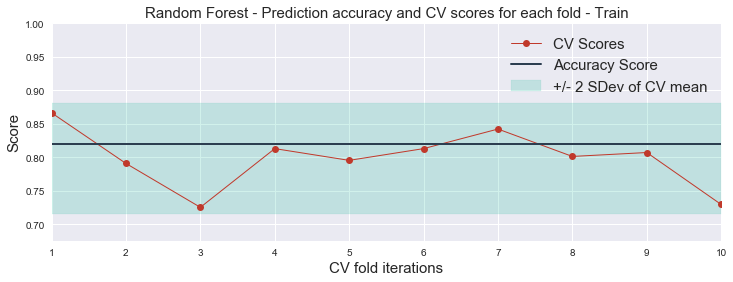 Random Forest - Prediction accuracy and CV scores for each fold - Train
1.00
0.95
0.90
0.85
0.80
0.75
0.70
Score
CV Scores
Accuracy Score
+/- 2 SDev of CV mean
1 2 3 4 5 6 7 8 9 10
CV fold iterations